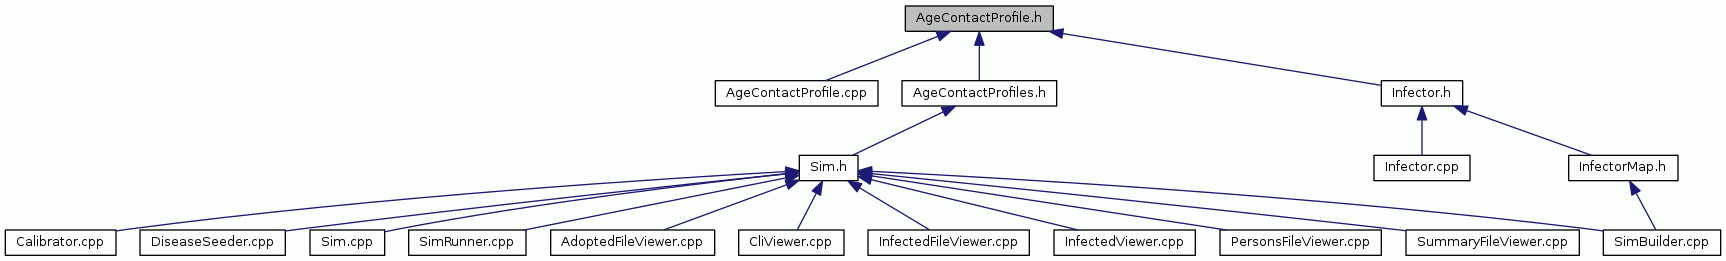 AgeContactProfile.h
AgeContactProfile.cpp
AgeContactProfiles.h
Infector.h
Sim.h
Infector.cpp
InfectorMap.h
Calibrator.cpp
DiseaseSeeder.cpp
Sim.cpp
SimRunner.cpp
AdoptedFileViewer.cpp
CliViewer.cpp
InfectedFileViewer.cpp
InfectedViewer.cpp
PersonsFileViewer.cpp
SummaryFileViewer.cpp
SimBuilder.cpp